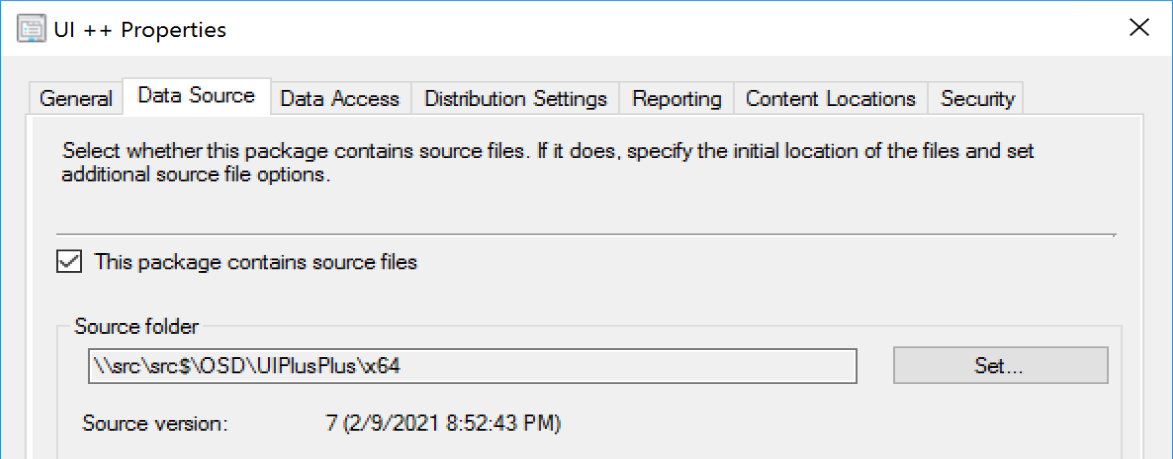 UI ++ Properties
General Data Source Data Access Distribution Settings Reporting Content Locations Security
Select whether this package contains source files. If it does, specify the initial location of the files and set
additional source file options.
This package contains source files
Source folder
\\src\src$\OSD\UIPlusPlus\x64 Set...
Source version: 7 (2/9/2021 8:52:43 PM)